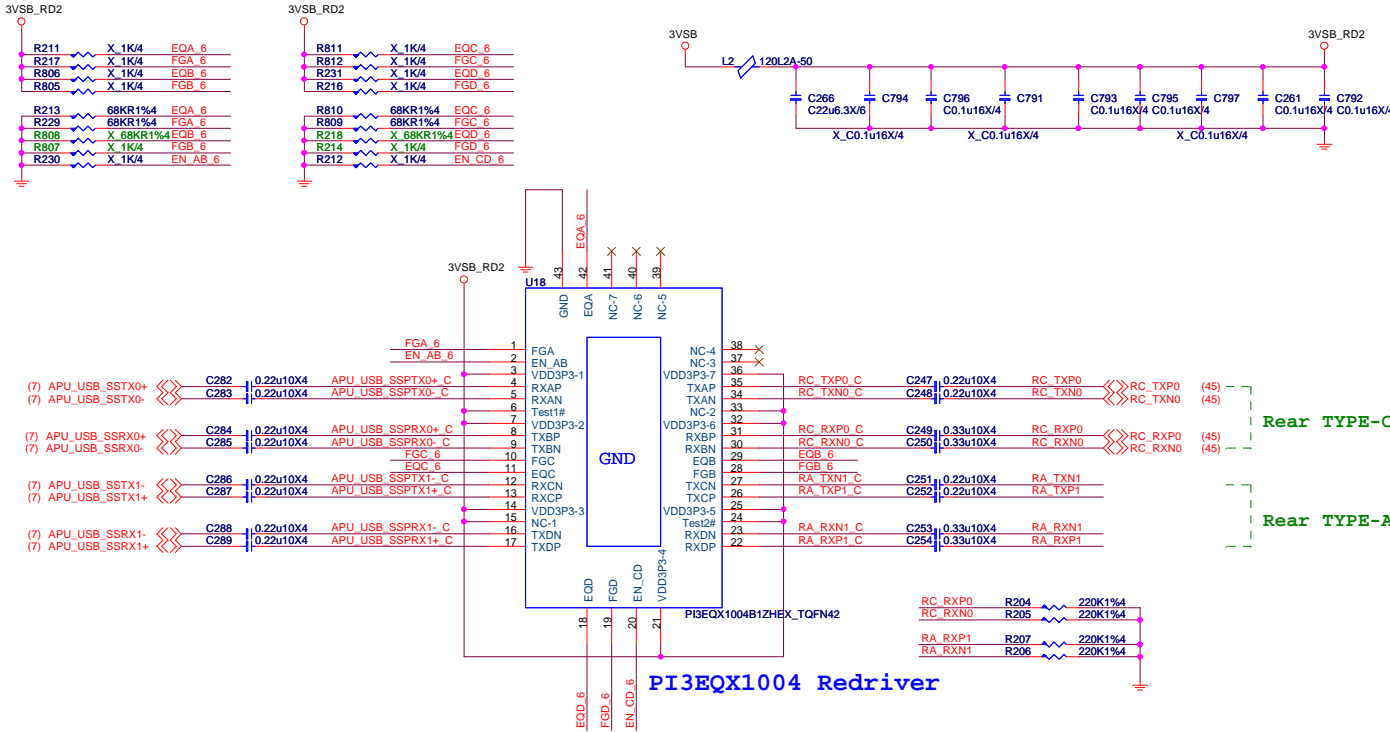 3VSB_RD2
R211 X_1K/4 EQA_6
R217 X_1K/4 FGA_6
R806 X_1K/4 EQB_6
R805 X_1K/4 FGB_6
R213 68KR1%4 EQA_6
R229 68KR1%4 FGA_6
R808 X_68KR1%4 EQB_6
R807 X_1K/4 FGB_6
R230 X_1K/4 EN_AB_6
3VSB_RD2
R811 X_1K/4 EQC_6
R812 X_1K/4 FGC_6
R231 X_1K/4 EQD_6
R216 X_1K/4 FGD_6
R810 68KR1%4 EQC_6
R809 68KR1%4 FGC_6
R218 X_68KR1%4 EQD_6
R214 X_1K/4 FGD_6
R212 X_1K/4 EN_CD_6
3VSB 3VSB_RD2
L2 120L2A-50
C266 C794 C796 C791 C793 C795 C797 C261 C792
C22u6.3X/6 C0.1u16X/4 C0.1u16X/4 C0.1u16X/4 C0.1u16X/4 C0.1u16X/4
X_C0.1u16X/4 X_C0.1u16X/4 X_C0.1u16X/4
EQA_6
3VSB_RD2
U18
43 42 41 40 39
GND EQA NC-7 NC-6 NC-5
FGA_6 1 FGA
EN_AB_6 2 EN_AB
3 VDD3P3-1
(7) APU_USB_SSTX0+ C282 0.22u10X4 APU_USB_SSPTX0+_C 4 RXAP
(7) APU_USB_SSTX0- C283 0.22u10X4 APU_USB_SSPTX0-_C 5 RXAN
6 Test1#
7 VDD3P3-2
(7) APU_USB_SSRX0+ C284 0.22u10X4 APU_USB_SSPRX0+_C 8 TXBP
(7) APU_USB_SSRX0- C285 0.22u10X4 APU_USB_SSPRX0-_C 9 TXBN
FGC_6 10 FGC
EQC_6 11 EQC
(7) APU_USB_SSTX1- C286 0.22u10X4 APU_USB_SSPTX1-_C 12 RXCN
(7) APU_USB_SSTX1+ C287 0.22u10X4 APU_USB_SSPTX1+_C 13 RXCP
14 VDD3P3-3
15 NC-1
(7) APU_USB_SSRX1- C288 0.22u10X4 APU_USB_SSPRX1-_C 16 TXDN
(7) APU_USB_SSRX1+ C289 0.22u10X4 APU_USB_SSPRX1+_C 17 TXDP
GND
NC-4 38
NC-3 37
VDD3P3-7 36
TXAP 35 RC_TXP0_C C247 0.22u10X4 RC_TXP0 RC_TXP0 (45)
TXAN 34 RC_TXN0_C C248 0.22u10X4 RC_TXN0 RC_TXN0 (45)
NC-2 33
VDD3P3-6 32
RXBP 31 RC_RXP0_C C249 0.33u10X4 RC_RXP0 RC_RXP0 (45)
RXBN 30 RC_RXN0_C C250 0.33u10X4 RC_RXN0 RC_RXN0 (45)
EQB 29 EQB_6
FGB 28 FGB_6
TXCN 27 RA_TXN1_C C251 0.22u10X4 RA_TXN1
TXCP 26 RA_TXP1_C C252 0.22u10X4 RA_TXP1
VDD3P3-5 25
Test2# 24
RXDN 23 RA_RXN1_C C253 0.33u10X4 RA_RXN1
RXDP 22 RA_RXP1_C C254 0.33u10X4 RA_RXP1
Rear TYPE-C
Rear TYPE-A
EQD FGD EN_CD VDD3P3-4
18 19 20 21
PI3EQX1004B1ZHEX_TQFN42
EQD_6 FGD_6 EN_CD_6
RC_RXP0 R204 220K1%4
RC_RXN0 R205 220K1%4
RA_RXP1 R207 220K1%4
RA_RXN1 R206 220K1%4
PI3EQX1004 Redriver